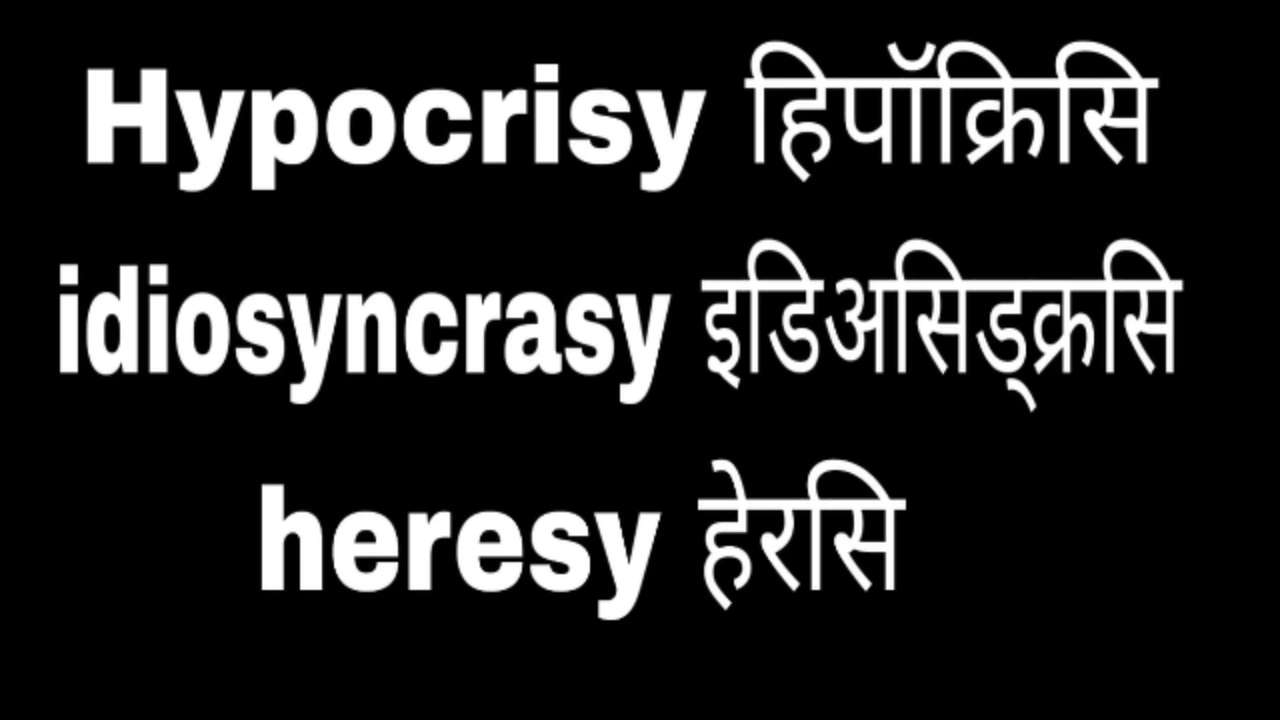 Hypocrisy हिपॉक्रिसि
idiosyncrasy इडिअसिड्क्रसि
heresy हेरसि